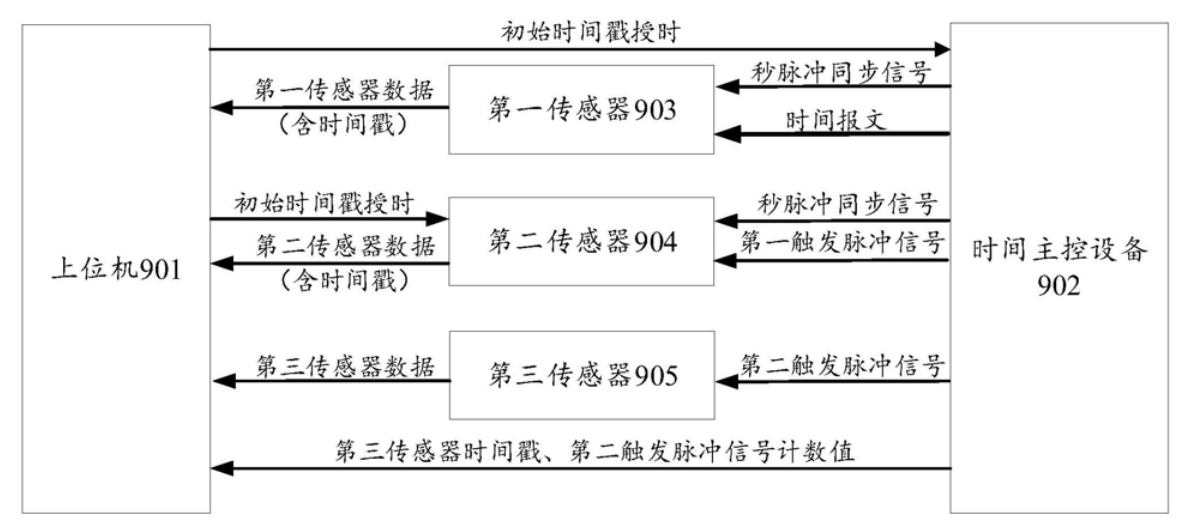 初始时间戳授时
第一传感器数据
（含时间戳）
第一传感器903
秒脉冲同步信号
时间报文
初始时间戳授时
第二传感器数据
（含时间戳）
第二传感器904
秒脉冲同步信号
第一触发脉冲信号
上位机901
时间主控设备
902
第三传感器数据
第三传感器905
第二触发脉冲信号
第三传感器时间戳、第二触发脉冲信号计数值